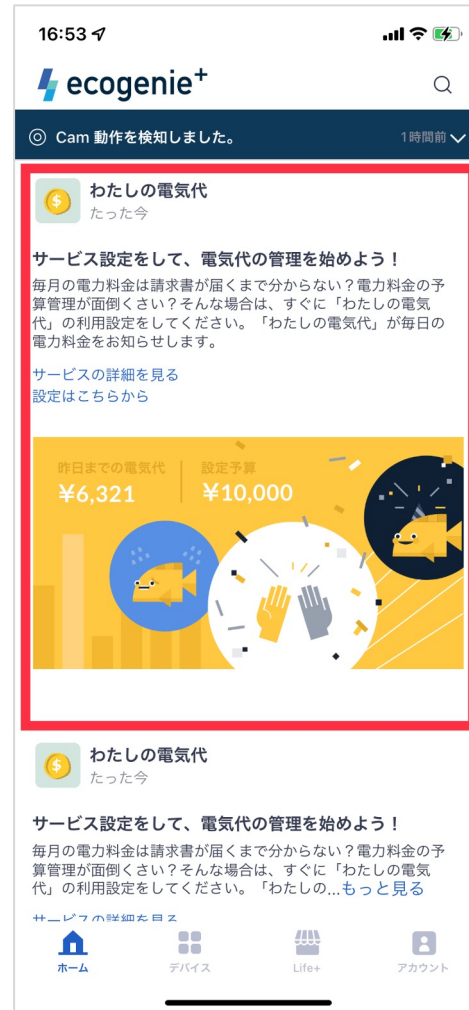 16:53
ecogenie+
Cam 動作を検知しました。 1時間前
わたしの電気代
たった今
サービス設定をして、電気代の管理を始めよう！
毎月の電力料金は請求書が届くまで分からない？電力料金の予
算管理が面倒くさい？そんな場合は、すぐに「わたしの電気
代」の利用設定をしてください。「わたしの電気代」が毎日の
電力料金をお知らせします。
サービスの詳細を見る
設定はこちらから
昨日までの電気代 設定予算
¥6,321 ¥10,000
わたしの電気代
たった今
サービス設定をして、電気代の管理を始めよう！
毎月の電力料金は請求書が届くまで分からない？電力料金の予
算管理が面倒くさい？そんな場合は、すぐに「わたしの電気
代」の利用設定をしてください。「わたしの...もっと見る
サービスの詳細を見る
ホーム デバイス Life+ アカウント